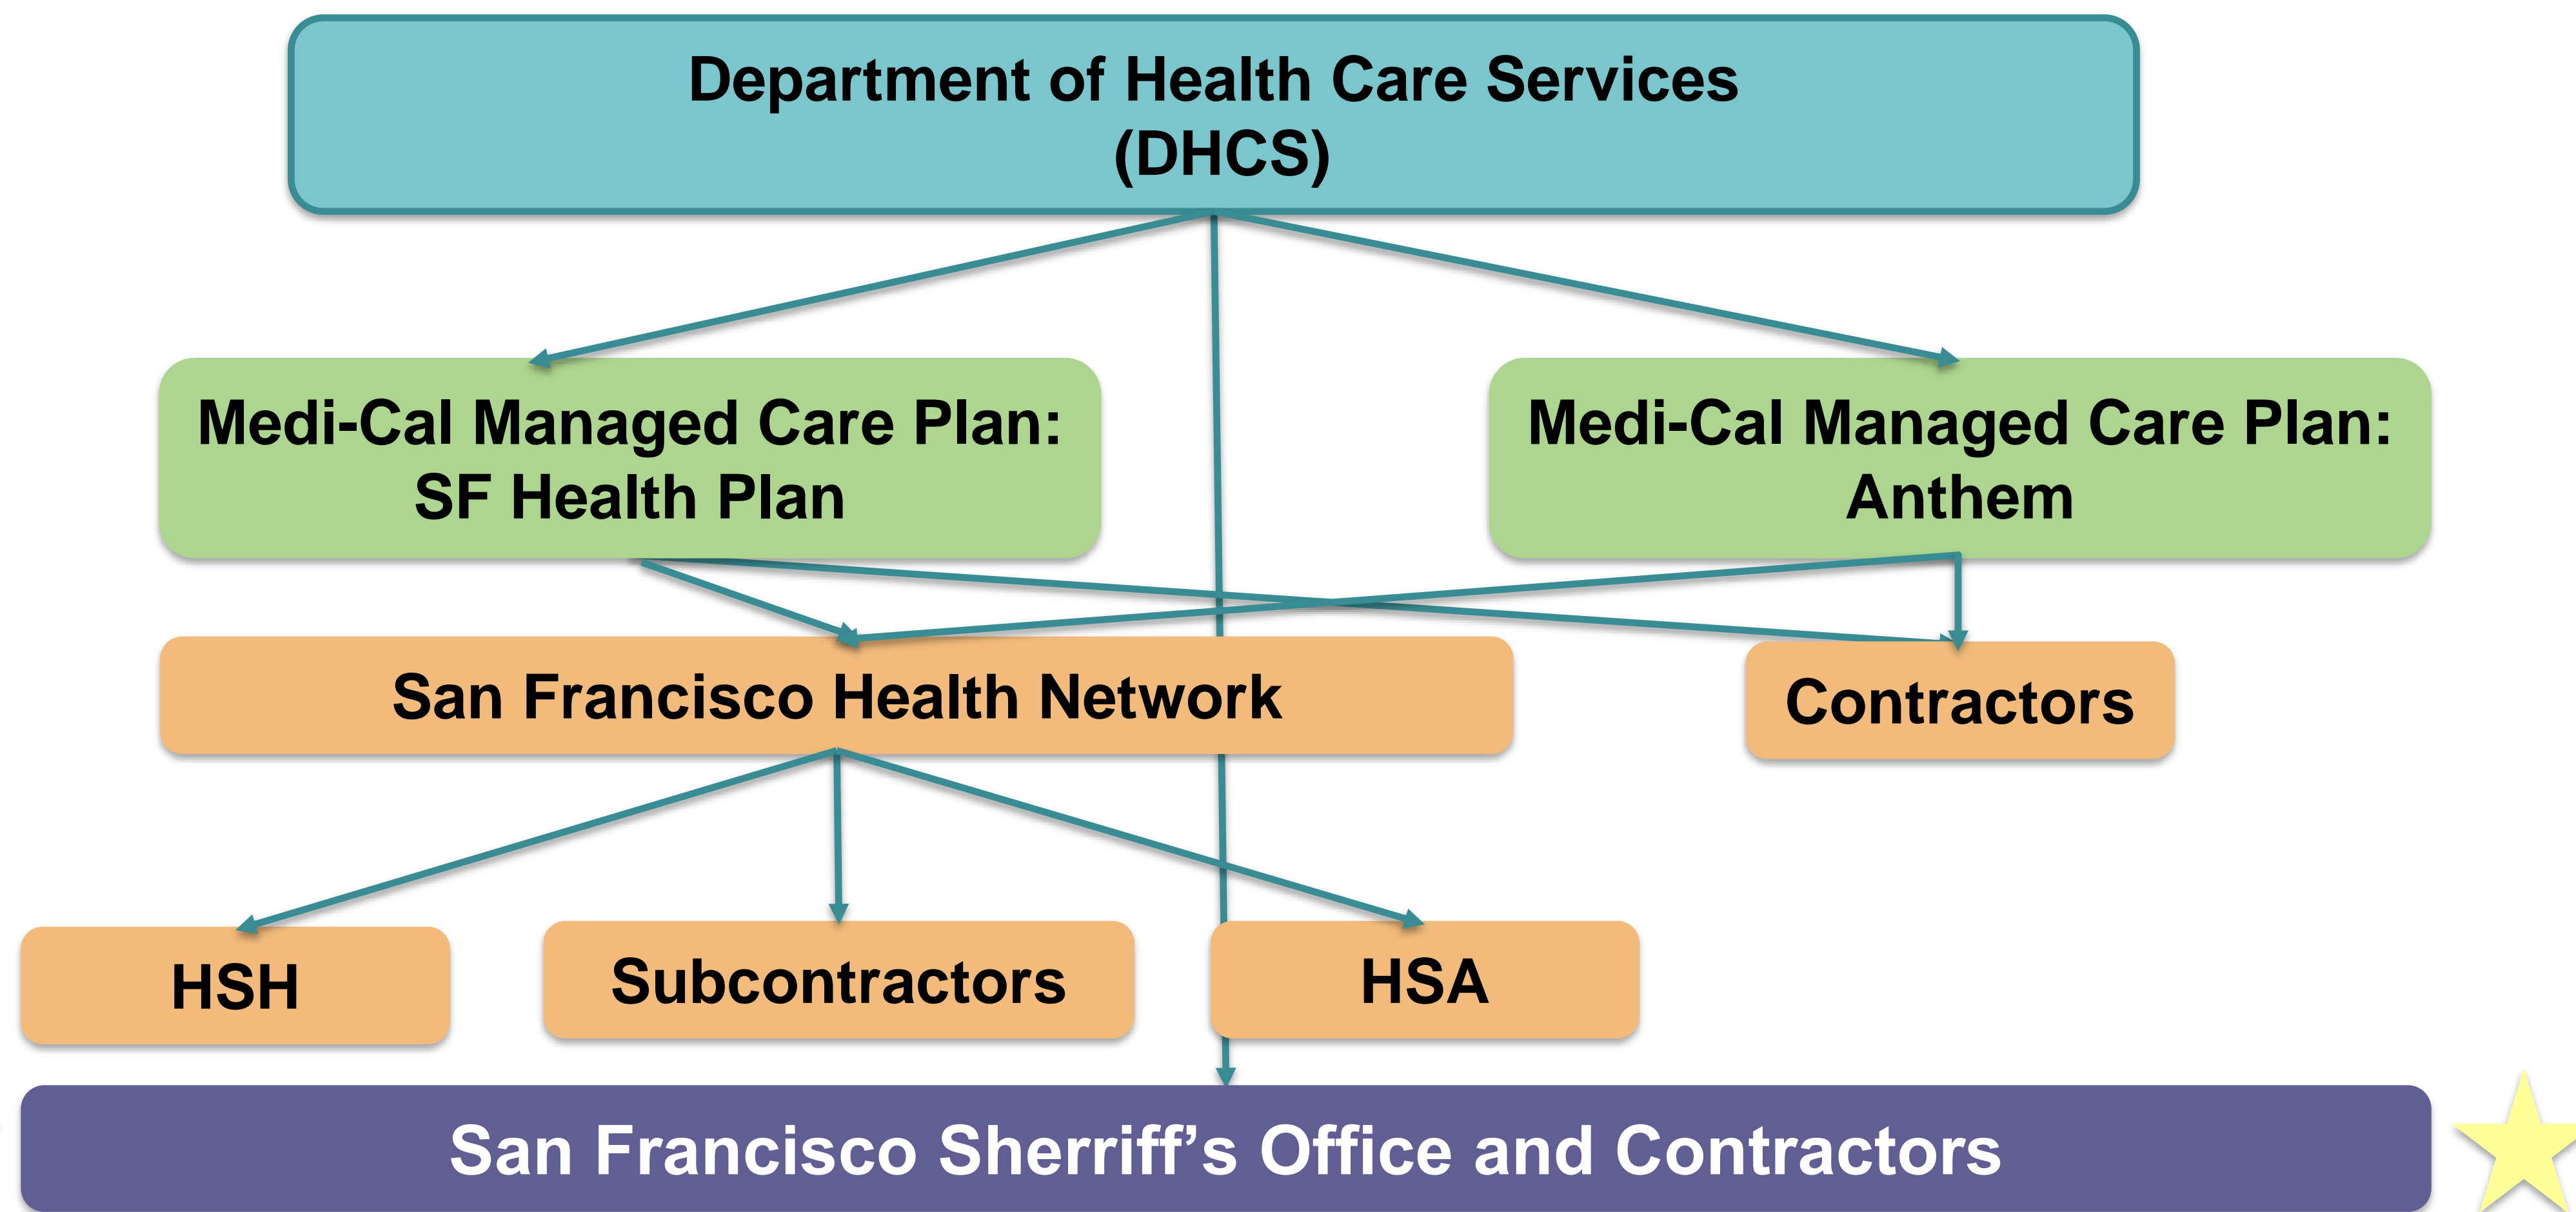 Department of Health Care Services
(DHCS)
Medi-Cal Managed Care Plan:
SF Health Plan
Medi-Cal Managed Care Plan:
Anthem
San Francisco Health Network
Contractors
HSH
Subcontractors
HSA
San Francisco Sherriff’s Office and Contractors